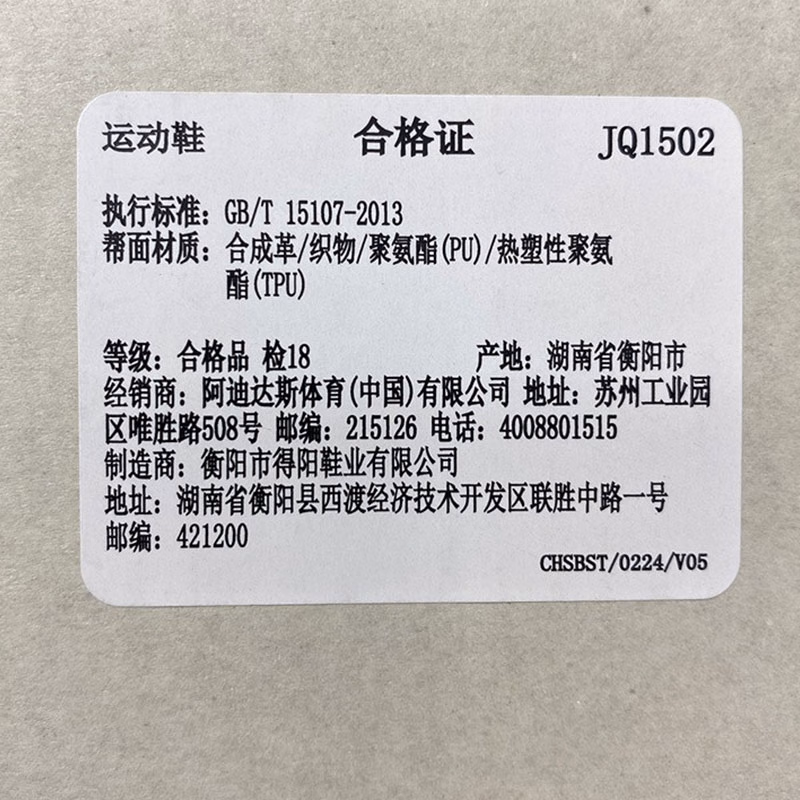 运动鞋 合格证 JQ1502
执行标准：GB/T 15107-2013
帮面材质：合成革/织物/聚氨酯(PU)/热塑性聚氨
酯(TPU)
等级：合格品 检18 产地：湖南省衡阳市
经销商：阿迪达斯体育(中国)有限公司 地址：苏州工业园
区唯胜路508号 邮编：215126 电话：4008801515
制造商：衡阳市得阳鞋业有限公司
地址：湖南省衡阳县西渡经济技术开发区联胜中路一号
邮编：421200
CHSBST/0224/V05